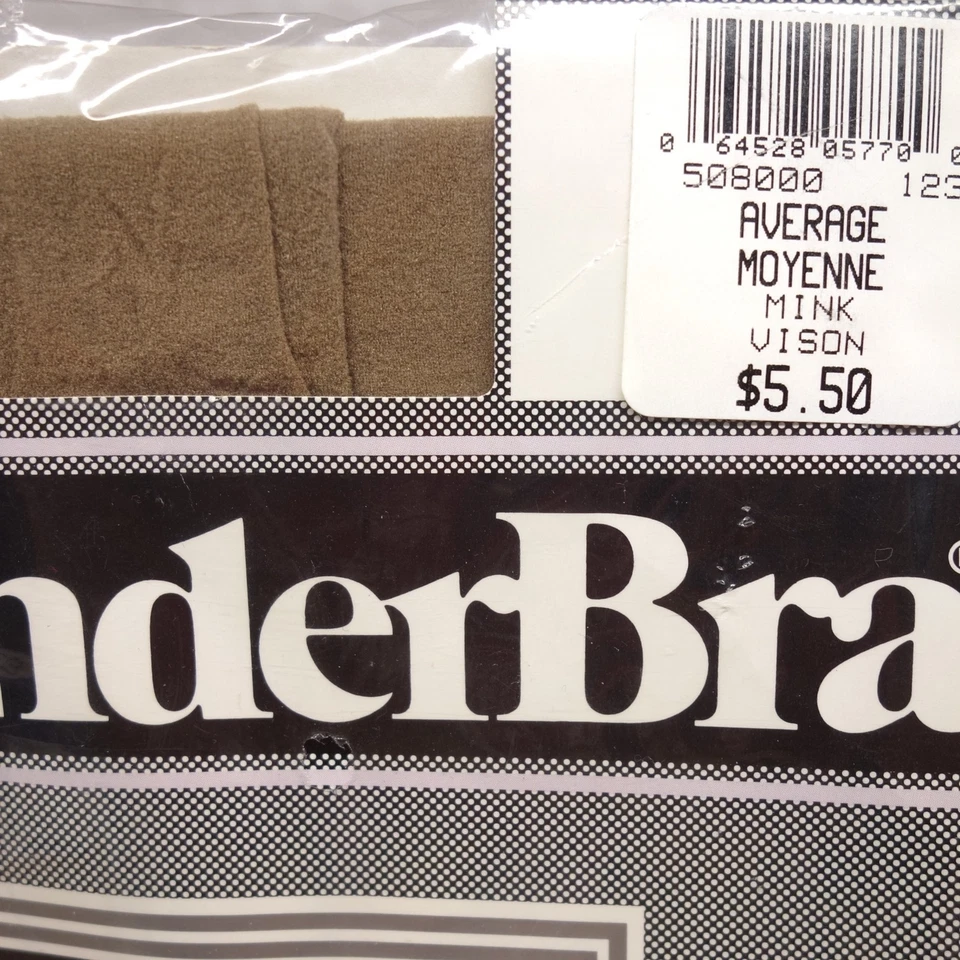 0 64528 05770 0
508000 123
AVERAGE
MOYENNE
MINK
VISON
$5.50
nderBra®